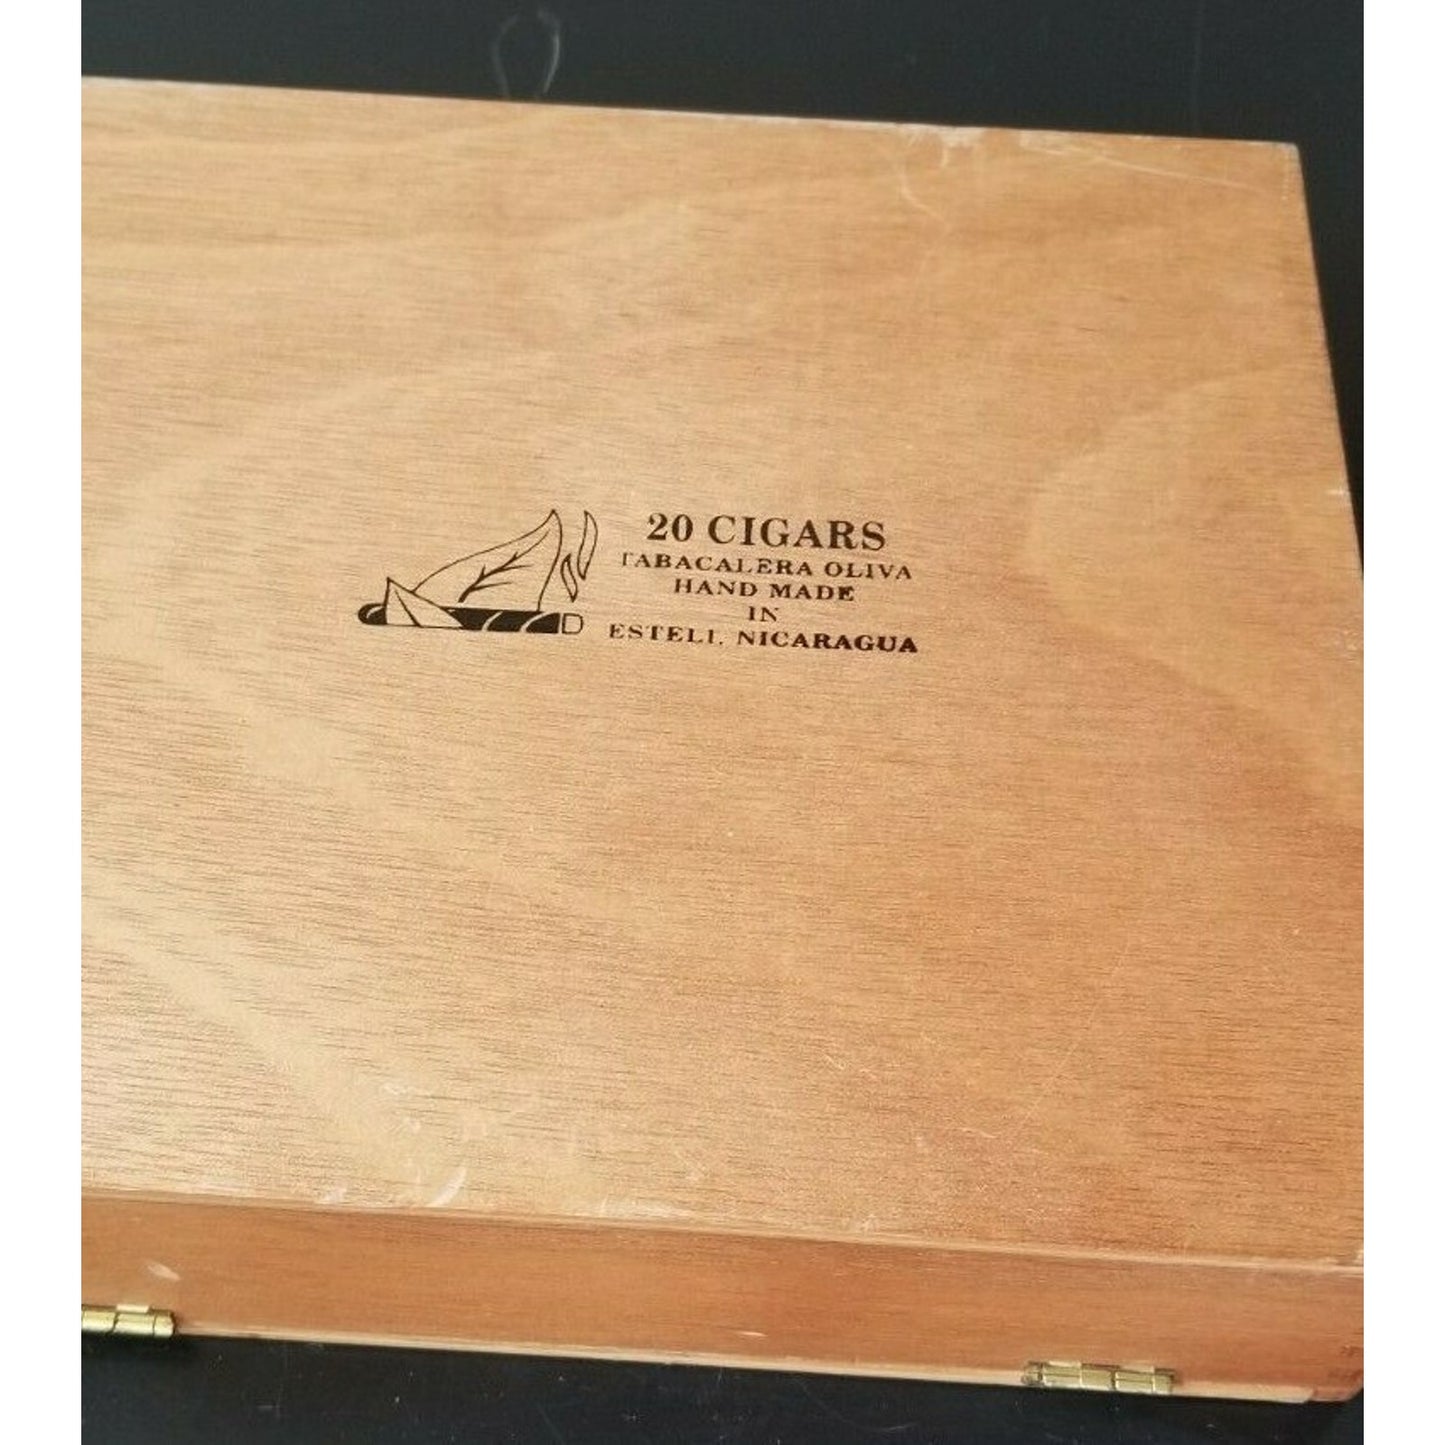 20 CIGARS
TABACALERA OLIVA
HAND MADE
IN
ESTELI, NICARAGUA